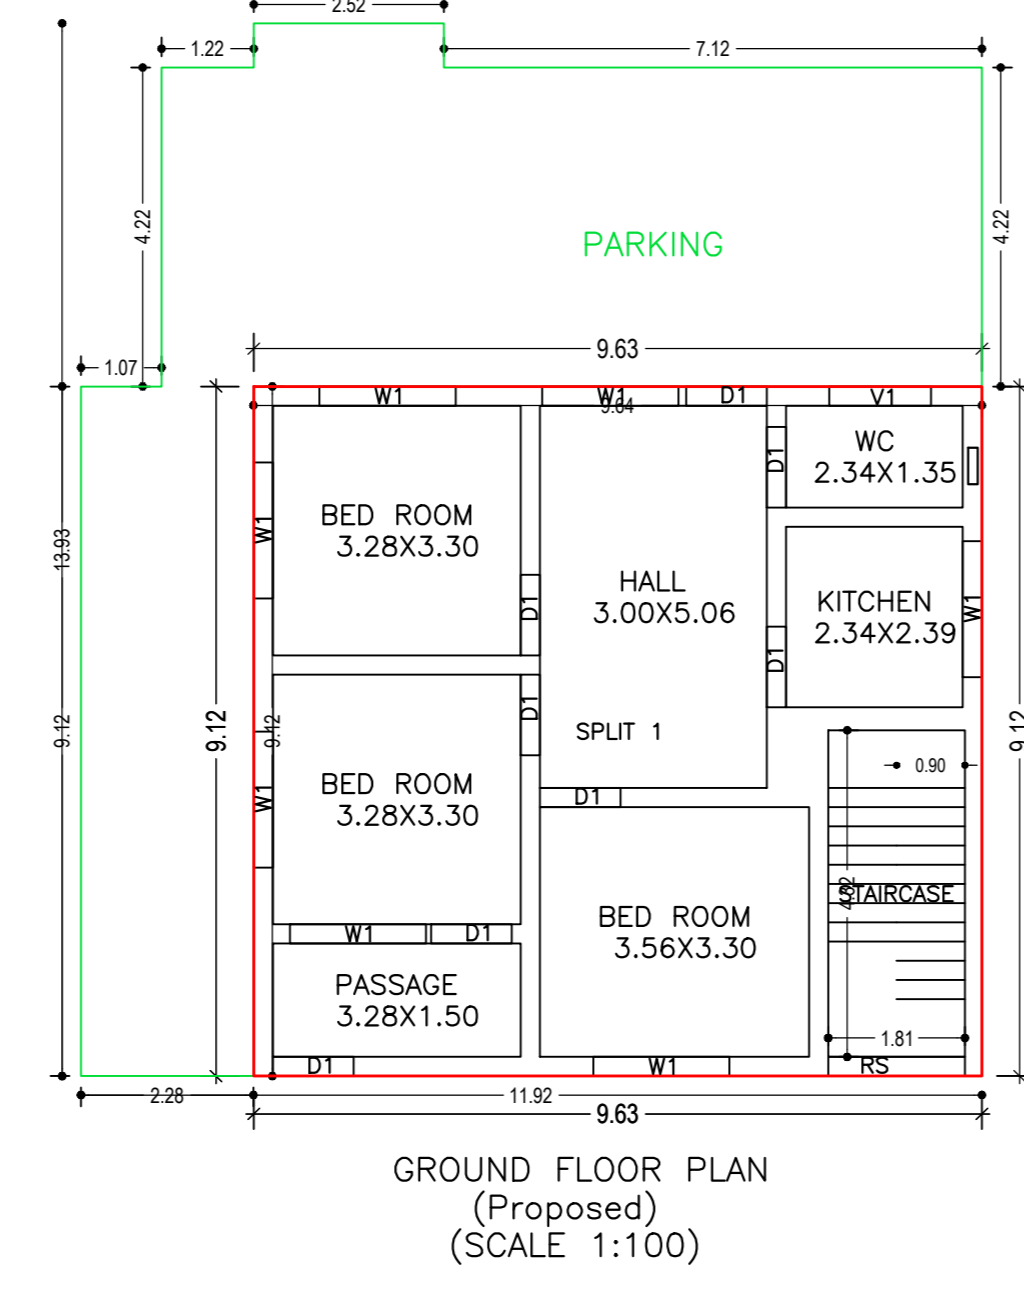 2.52
1.22
7.12
4.22
4.22
PARKING
9.63
1.07
W1
W1
D1
V1
9.64
WC
2.34X1.35
D1
BED ROOM
3.28X3.30
W1
13.93
HALL
3.00X5.06
D1
KITCHEN
2.34X2.39
W1
D1
D1
SPLIT 1
9.12
9.12
9.12
9.12
0.90
BED ROOM
3.28X3.30
W1
D1
STAIRCASE
4.82
BED ROOM
3.56X3.30
W1
D1
PASSAGE
3.28X1.50
1.81
D1
W1
RS
2.28
11.92
9.63
GROUND FLOOR PLAN
(Proposed)
(SCALE 1:100)